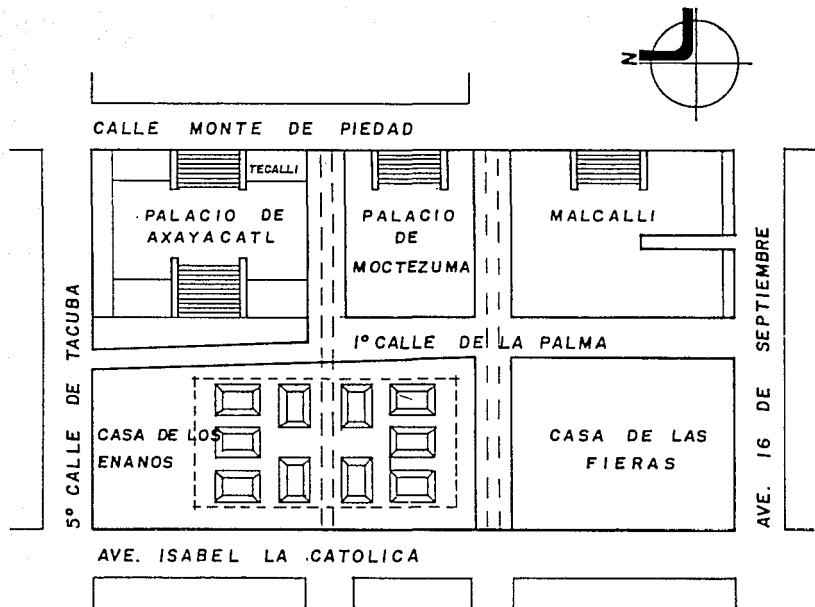 N
CALLE MONTE DE PIEDAD
TECALLI
PALACIO DE
AXAYACATL
PALACIO
DE
MOCTEZUMA
MALCALLI
5º CALLE DE TACUBA
1º CALLE DE LA PALMA
AVE. 16 DE SEPTIEMBRE
CASA DE LOS
ENANOS
CASA DE LAS
FIERAS
AVE. ISABEL LA CATOLICA